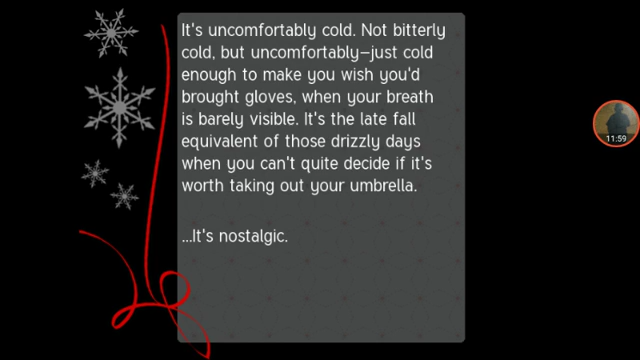 It's uncomfortably cold. Not bitterly
cold, but uncomfortably—just cold
enough to make you wish you'd
brought gloves, when your breath
is barely visible. It's the late fall
equivalent of those drizzly days
when you can't quite decide if it's
worth taking out your umbrella.
...It's nostalgic.
11:59